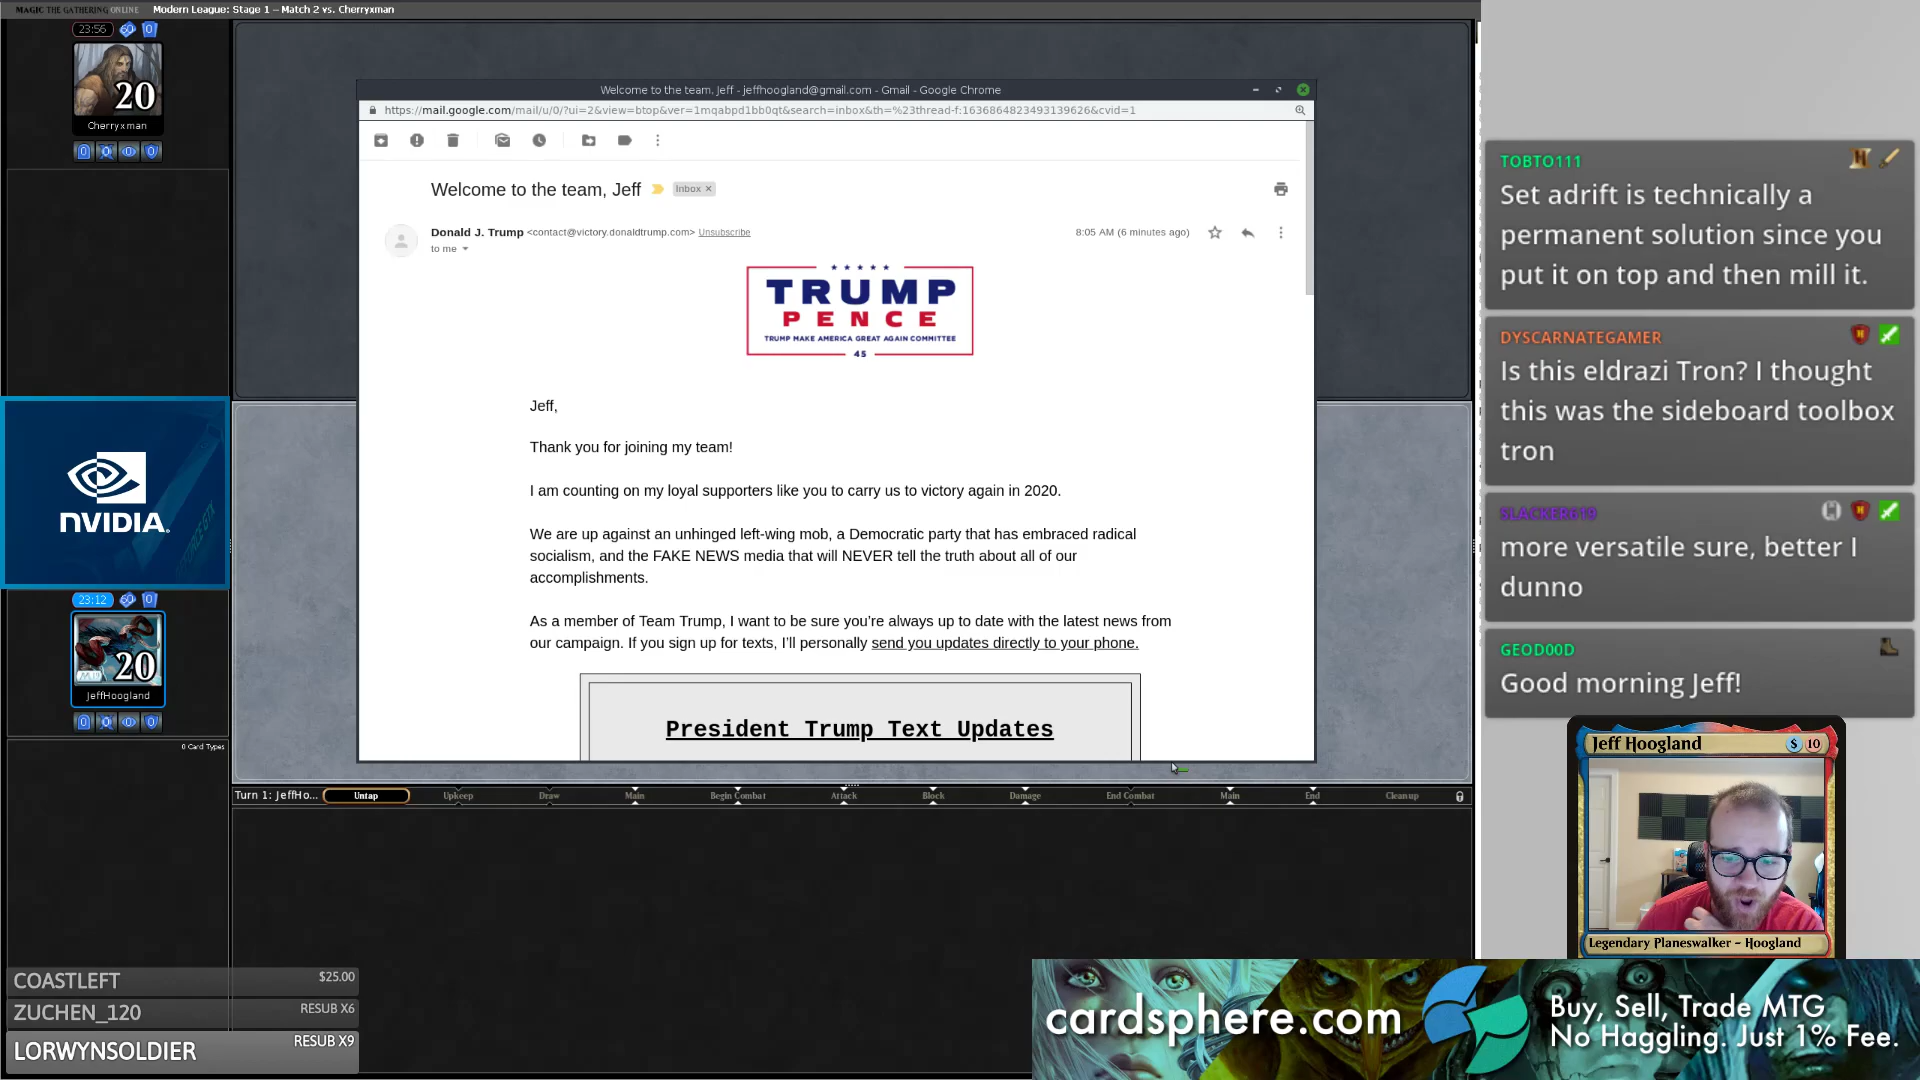 MAGIC THE GATHERING ONLINE Modern League: Stage 1 – Match 2 vs. Cherryxman
23:56 60 0
20
Cherryxman
0 0 0 0
Welcome to the team, Jeff - jeffhoogland@gmail.com - Gmail - Google Chrome
https://mail.google.com/mail/u/0/?ui=2&view=btop&ver=1mqabpd1bb0qt&search=inbox&th=%23thread-f:1636864823493139626&cvid=1
Welcome to the team, Jeff Inbox ×
Donald J. Trump <contact@victory.donaldtrump.com> Unsubscribe 8:05 AM (6 minutes ago)
to me
TRUMP
PENCE
TRUMP MAKE AMERICA GREAT AGAIN COMMITTEE
45
Jeff,
Thank you for joining my team!
I am counting on my loyal supporters like you to carry us to victory again in 2020.
We are up against an unhinged left-wing mob, a Democratic party that has embraced radical
socialism, and the FAKE NEWS media that will NEVER tell the truth about all of our
accomplishments.
As a member of Team Trump, I want to be sure you’re always up to date with the latest news from
our campaign. If you sign up for texts, I’ll personally send you updates directly to your phone.
President Trump Text Updates
NVIDIA.
23:12 60 0
20
JeffHoogland
0 0 0 0
0 Card Types
Turn 1: JeffHo... Untap Upkeep Draw Main Begin Combat Attack Block Damage End Combat Main End Cleanup
COASTLEFT $25.00
ZUCHEN_120 RESUB X6
LORWYNSOLDIER RESUB X9
TOBTO111
Set adrift is technically a
permanent solution since you
put it on top and then mill it.
DYSCARNATEGAMER
Is this eldrazi Tron? I thought
this was the sideboard toolbox
tron
SLACKER619
more versatile sure, better I
dunno
GEOD00D
Good morning Jeff!
Jeff Hoogland $ 10
Legendary Planeswalker – Hoogland
cardsphere.com
Buy, Sell, Trade MTG
No Haggling. Just 1% Fee.